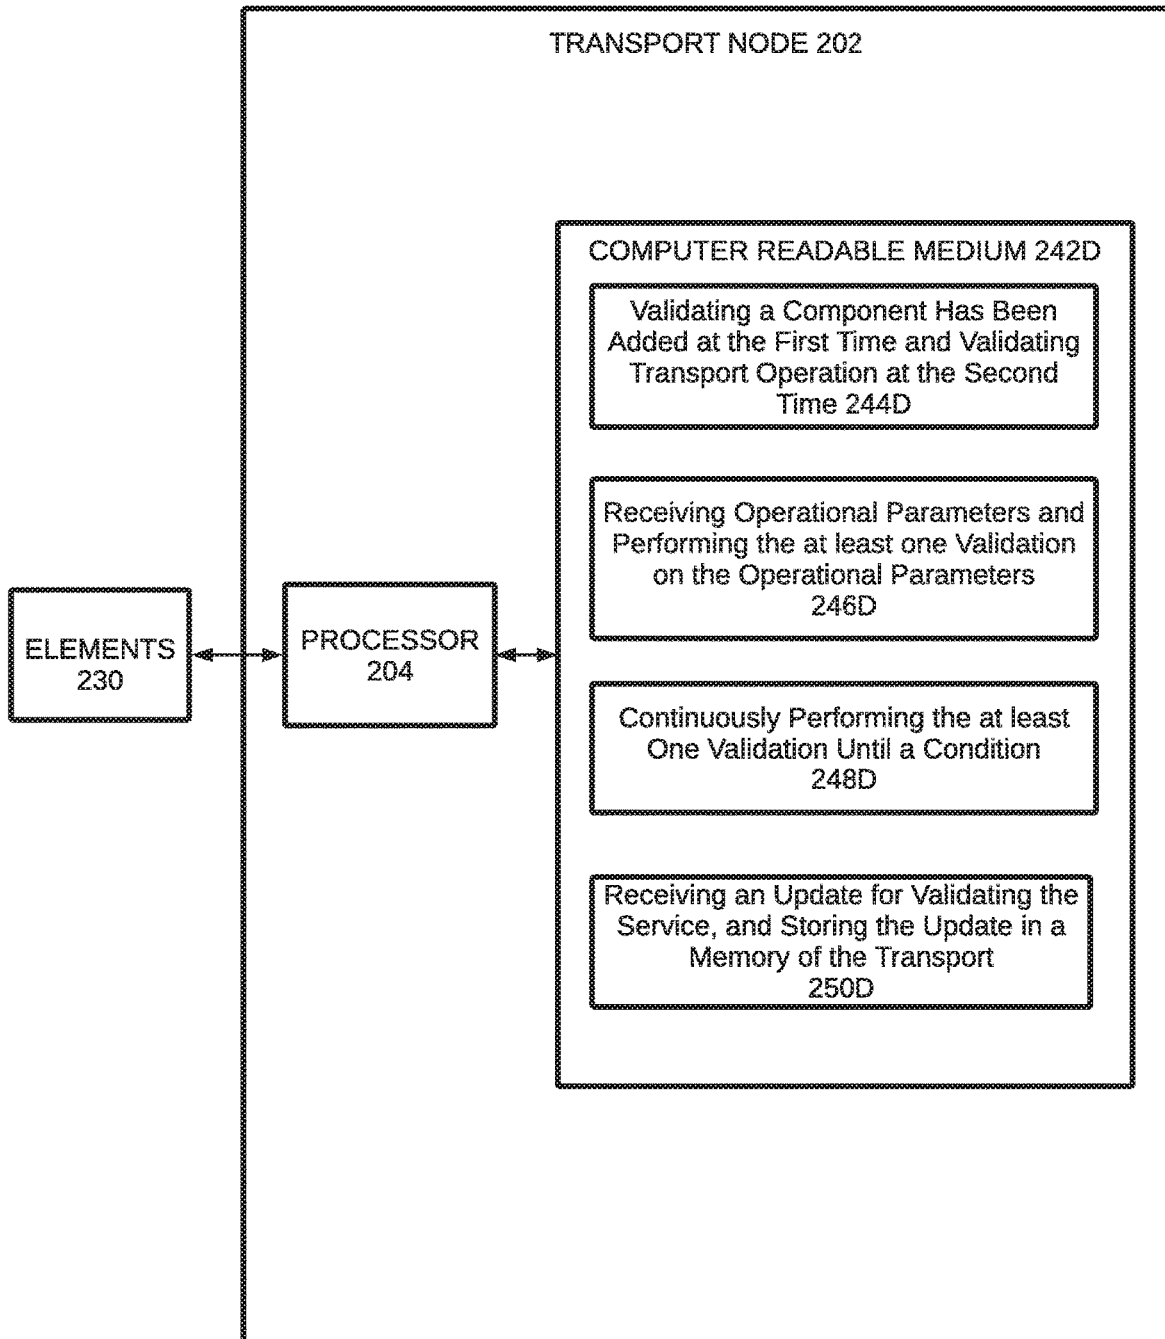 TRANSPORT NODE 202
COMPUTER READABLE MEDIUM 242D
Validating a Component Has Been
Added at the First Time and Validating
Transport Operation at the Second
Time 244D
Receiving Operational Parameters and
Performing the at least one Validation
on the Operational Parameters
246D
ELEMENTS
230
PROCESSOR
204
Continuously Performing the at least
One Validation Until a Condition
248D
Receiving an Update for Validating the
Service, and Storing the Update in a
Memory of the Transport
250D